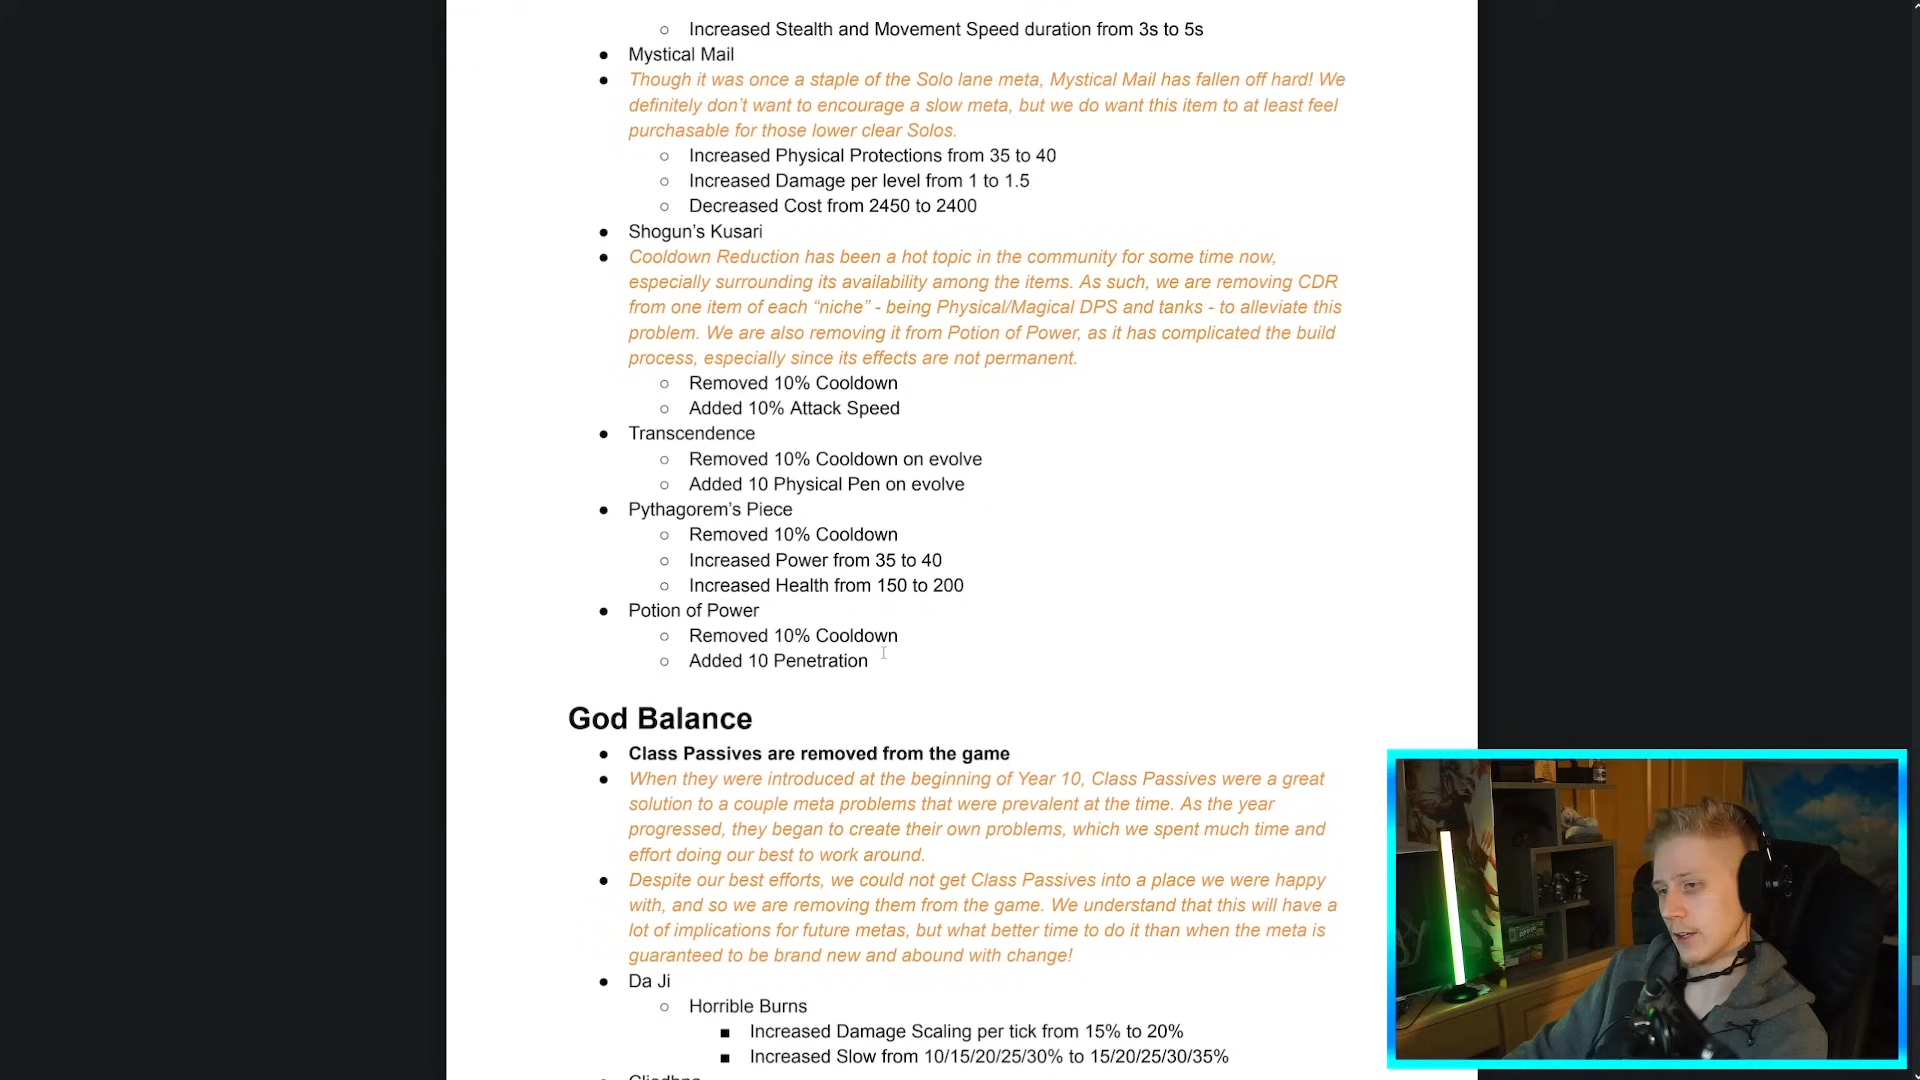 Increased Stealth and Movement Speed duration from 3s to 5s
Mystical Mail
Though it was once a staple of the Solo lane meta, Mystical Mail has fallen off hard! We
definitely don't want to encourage a slow meta, but we do want this item to at least feel
purchasable for those lower clear Solos.
Increased Physical Protections from 35 to 40
Increased Damage per level from 1 to 1.5
Decreased Cost from 2450 to 2400
Shogun's Kusari
Cooldown Reduction has been a hot topic in the community for some time now,
especially surrounding its availability among the items. As such, we are removing CDR
from one item of each “niche” - being Physical/Magical DPS and tanks - to alleviate this
problem. We are also removing it from Potion of Power, as it has complicated the build
process, especially since its effects are not permanent.
Removed 10% Cooldown
Added 10% Attack Speed
Transcendence
Removed 10% Cooldown on evolve
Added 10 Physical Pen on evolve
Pythagorem's Piece
Removed 10% Cooldown
Increased Power from 35 to 40
Increased Health from 150 to 200
Potion of Power
Removed 10% Cooldown
Added 10 Penetration
God Balance
Class Passives are removed from the game
When they were introduced at the beginning of Year 10, Class Passives were a great
solution to a couple meta problems that were prevalent at the time. As the year
progressed, they began to create their own problems, which we spent much time and
effort doing our best to work around.
Despite our best efforts, we could not get Class Passives into a place we were happy
with, and so we are removing them from the game. We understand that this will have a
lot of implications for future metas, but what better time to do it than when the meta is
guaranteed to be brand new and abound with change!
Da Ji
Horrible Burns
Increased Damage Scaling per tick from 15% to 20%
Increased Slow from 10/15/20/25/30% to 15/20/25/30/35%